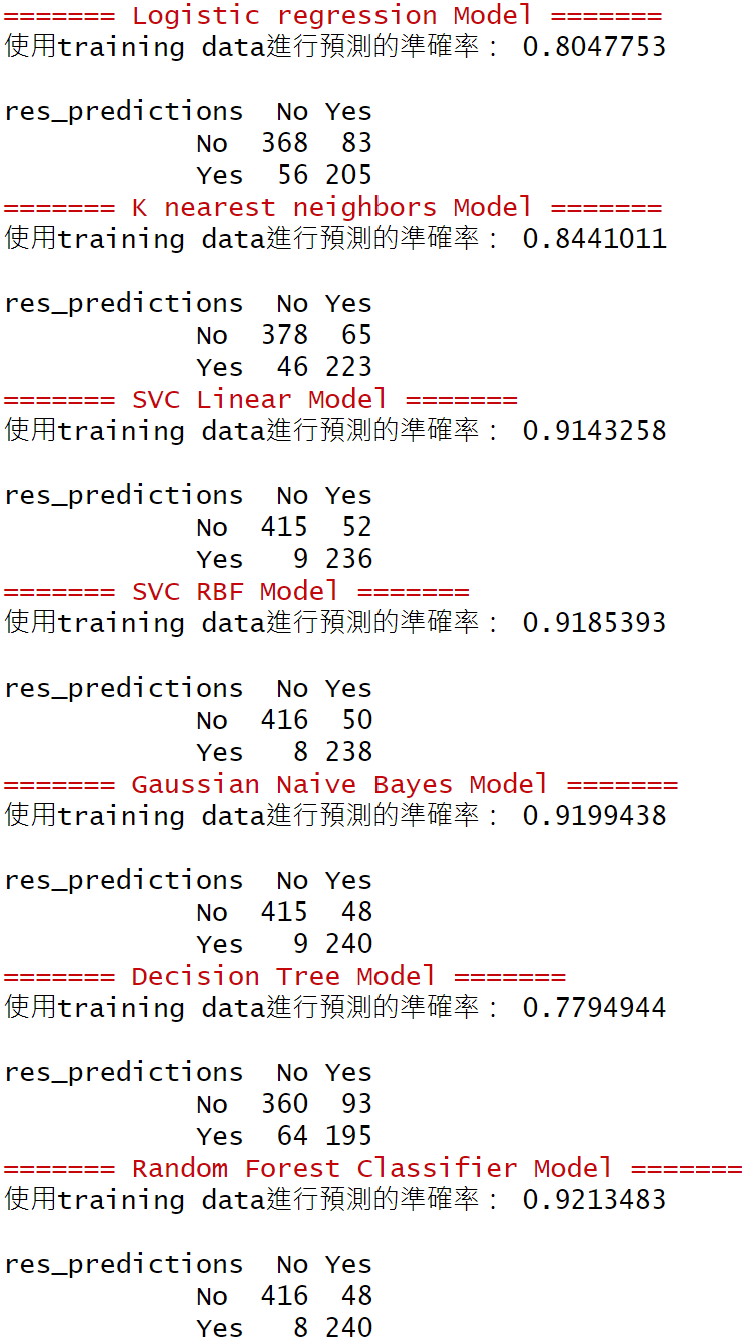 ======= Logistic regression Model =======
使用training data進行預測的準確率： 0.8047753
res_predictions No Yes
No 368 83
Yes 56 205
======= K nearest neighbors Model =======
使用training data進行預測的準確率： 0.8441011
res_predictions No Yes
No 378 65
Yes 46 223
======= SVC Linear Model =======
使用training data進行預測的準確率： 0.9143258
res_predictions No Yes
No 415 52
Yes 9 236
======= SVC RBF Model =======
使用training data進行預測的準確率： 0.9185393
res_predictions No Yes
No 416 50
Yes 8 238
======= Gaussian Naive Bayes Model =======
使用training data進行預測的準確率： 0.9199438
res_predictions No Yes
No 415 48
Yes 9 240
======= Decision Tree Model =======
使用training data進行預測的準確率： 0.7794944
res_predictions No Yes
No 360 93
Yes 64 195
======= Random Forest Classifier Model =======
使用training data進行預測的準確率： 0.9213483
res_predictions No Yes
No 416 48
Yes 8 240